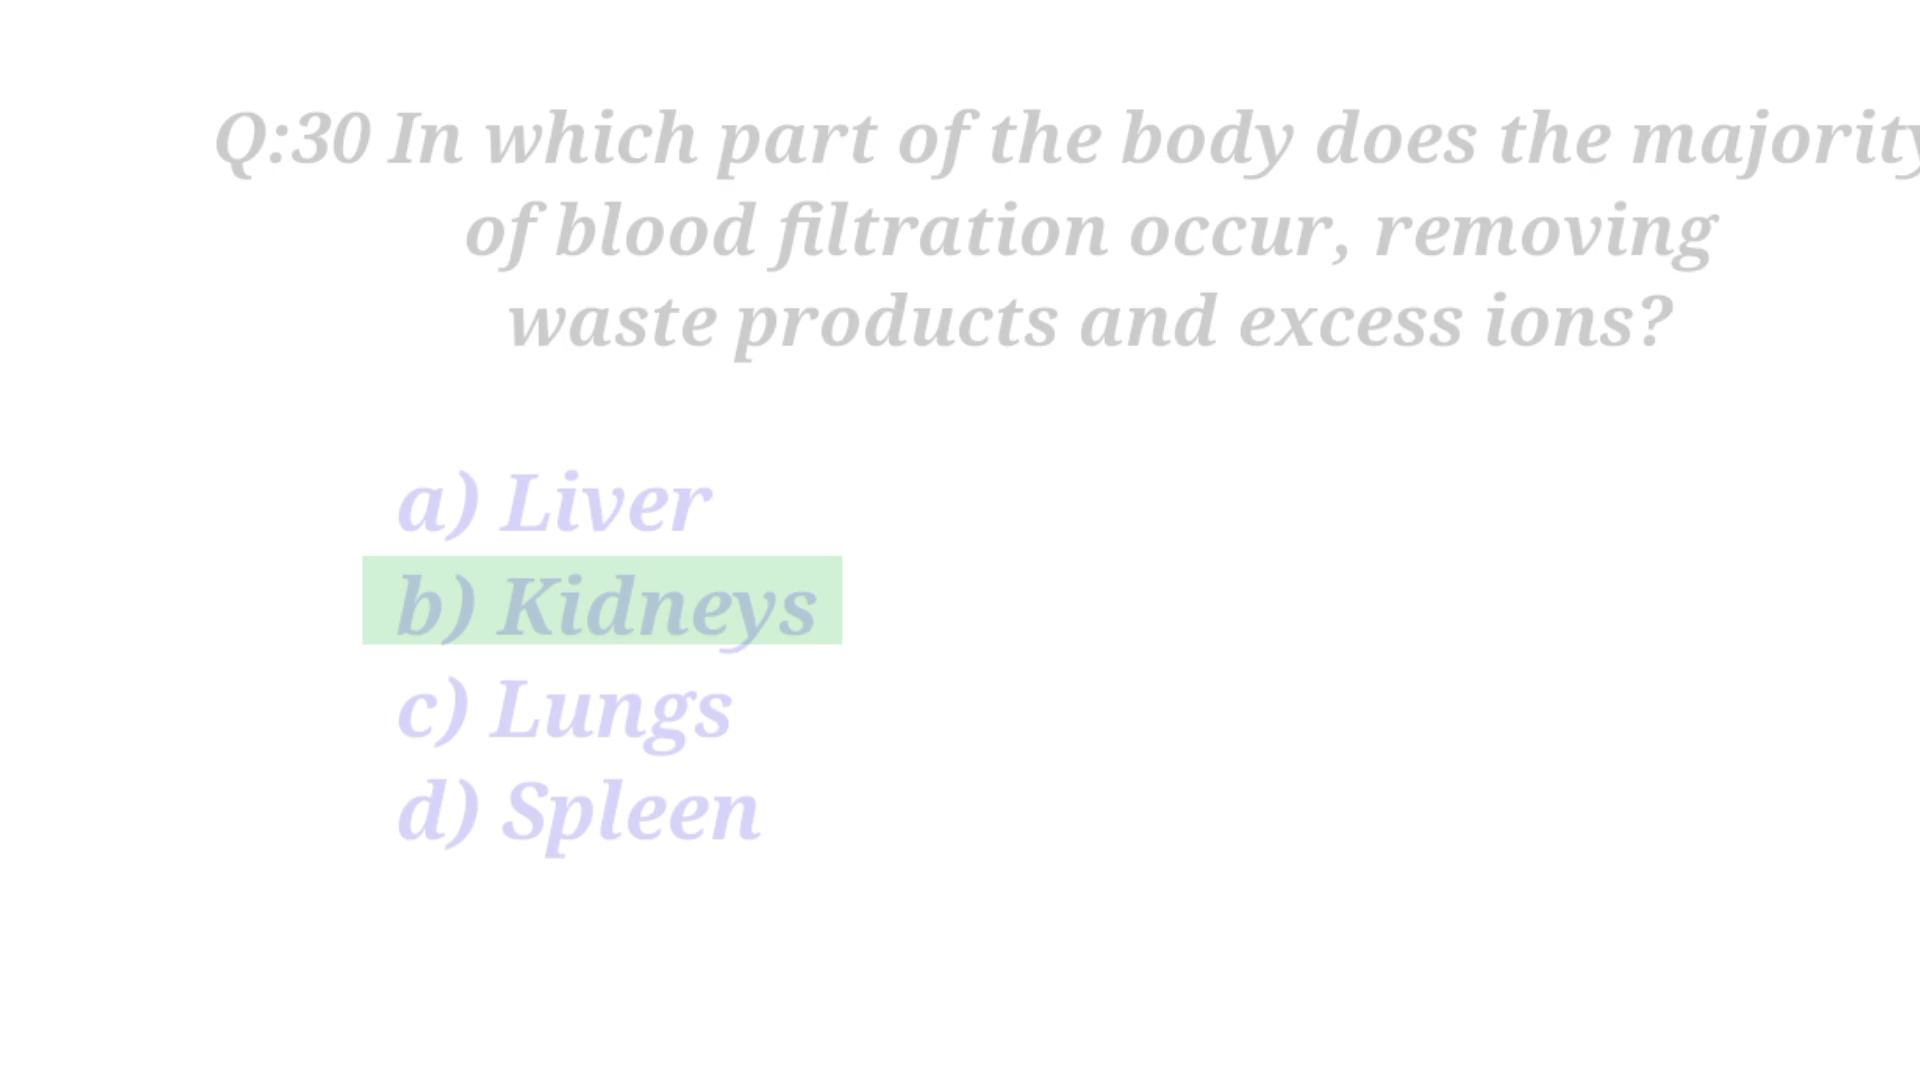 Q:30 In which part of the body does the majority
of blood filtration occur, removing
waste products and excess ions?
a) Liver
b) Kidneys
c) Lungs
d) Spleen